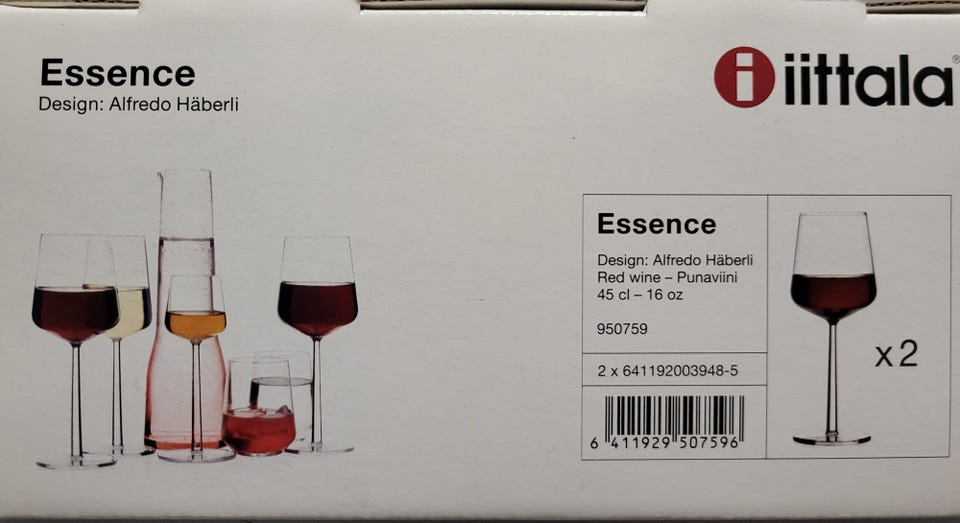 Essence
Design: Alfredo Häberli
iittala®
Essence
Design: Alfredo Häberli
Red wine – Punaviini
45 cl – 16 oz
950759
2 x 641192003948-5
6 411929 507596
x 2